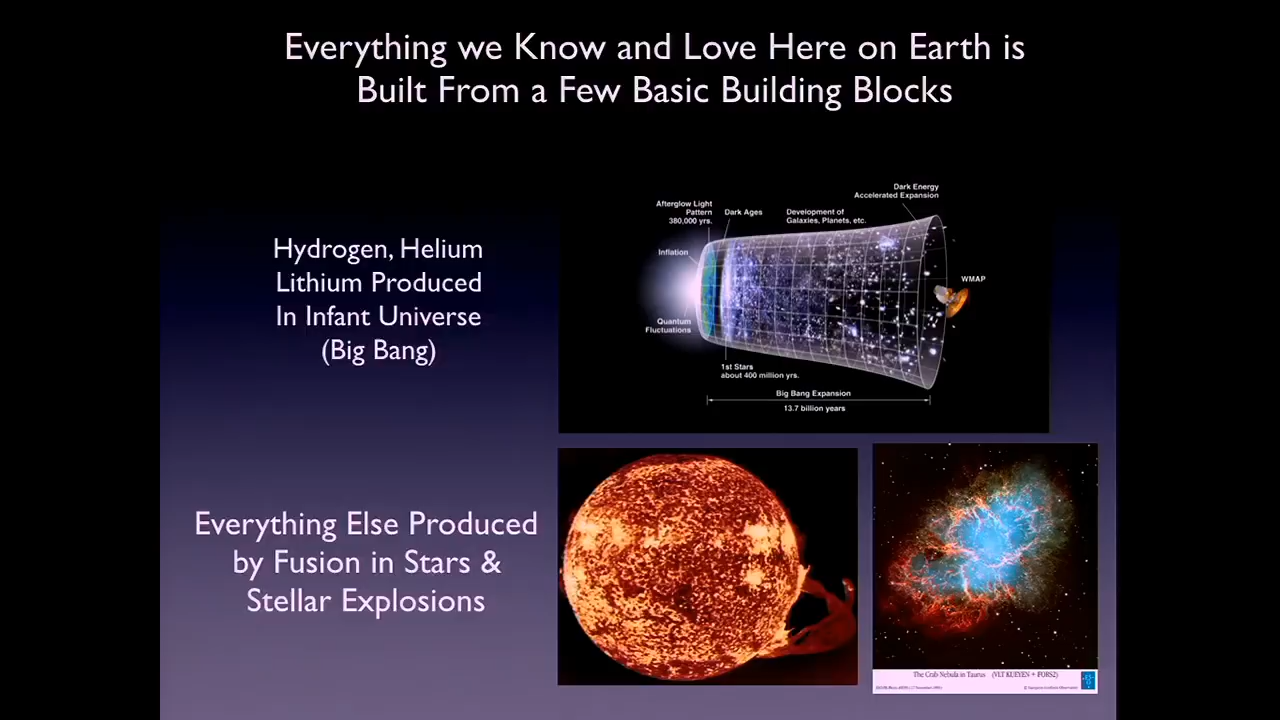 Everything we Know and Love Here on Earth is
Built From a Few Basic Building Blocks
Hydrogen, Helium
Lithium Produced
In Infant Universe
(Big Bang)
Dark Energy
Accelerated Expansion
Afterglow Light
Pattern
380,000 yrs.
Dark Ages
Development of
Galaxies, Planets, etc.
Inflation
WMAP
Quantum
Fluctuations
1st Stars
about 400 million yrs.
Big Bang Expansion
13.7 billion years
Everything Else Produced
by Fusion in Stars &
Stellar Explosions
The Crab Nebula in Taurus (VLT KUEYEN + FORS2)